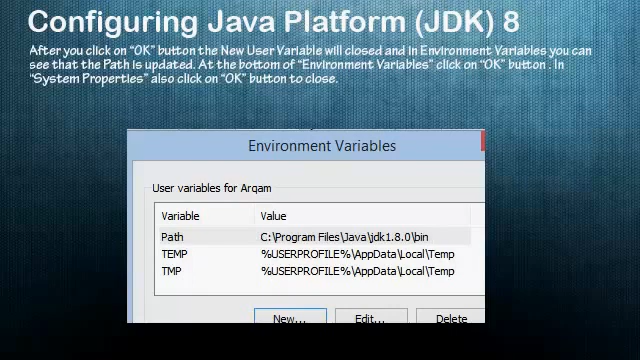 Configuring Java Platform (JDK) 8
After you click on “OK” button the New User Variable will closed and in Environment Variables you can
see that the Path is updated. At the bottom of “Environment Variables” click on “OK” button . In
“System Properties” also click on “OK” button to close.
Environment Variables
User variables for Arqam
Variable Value
Path C:\Program Files\Java\jdk1.8.0\bin
TEMP %USERPROFILE%\AppData\Local\Temp
TMP %USERPROFILE%\AppData\Local\Temp
New... Edit... Delete